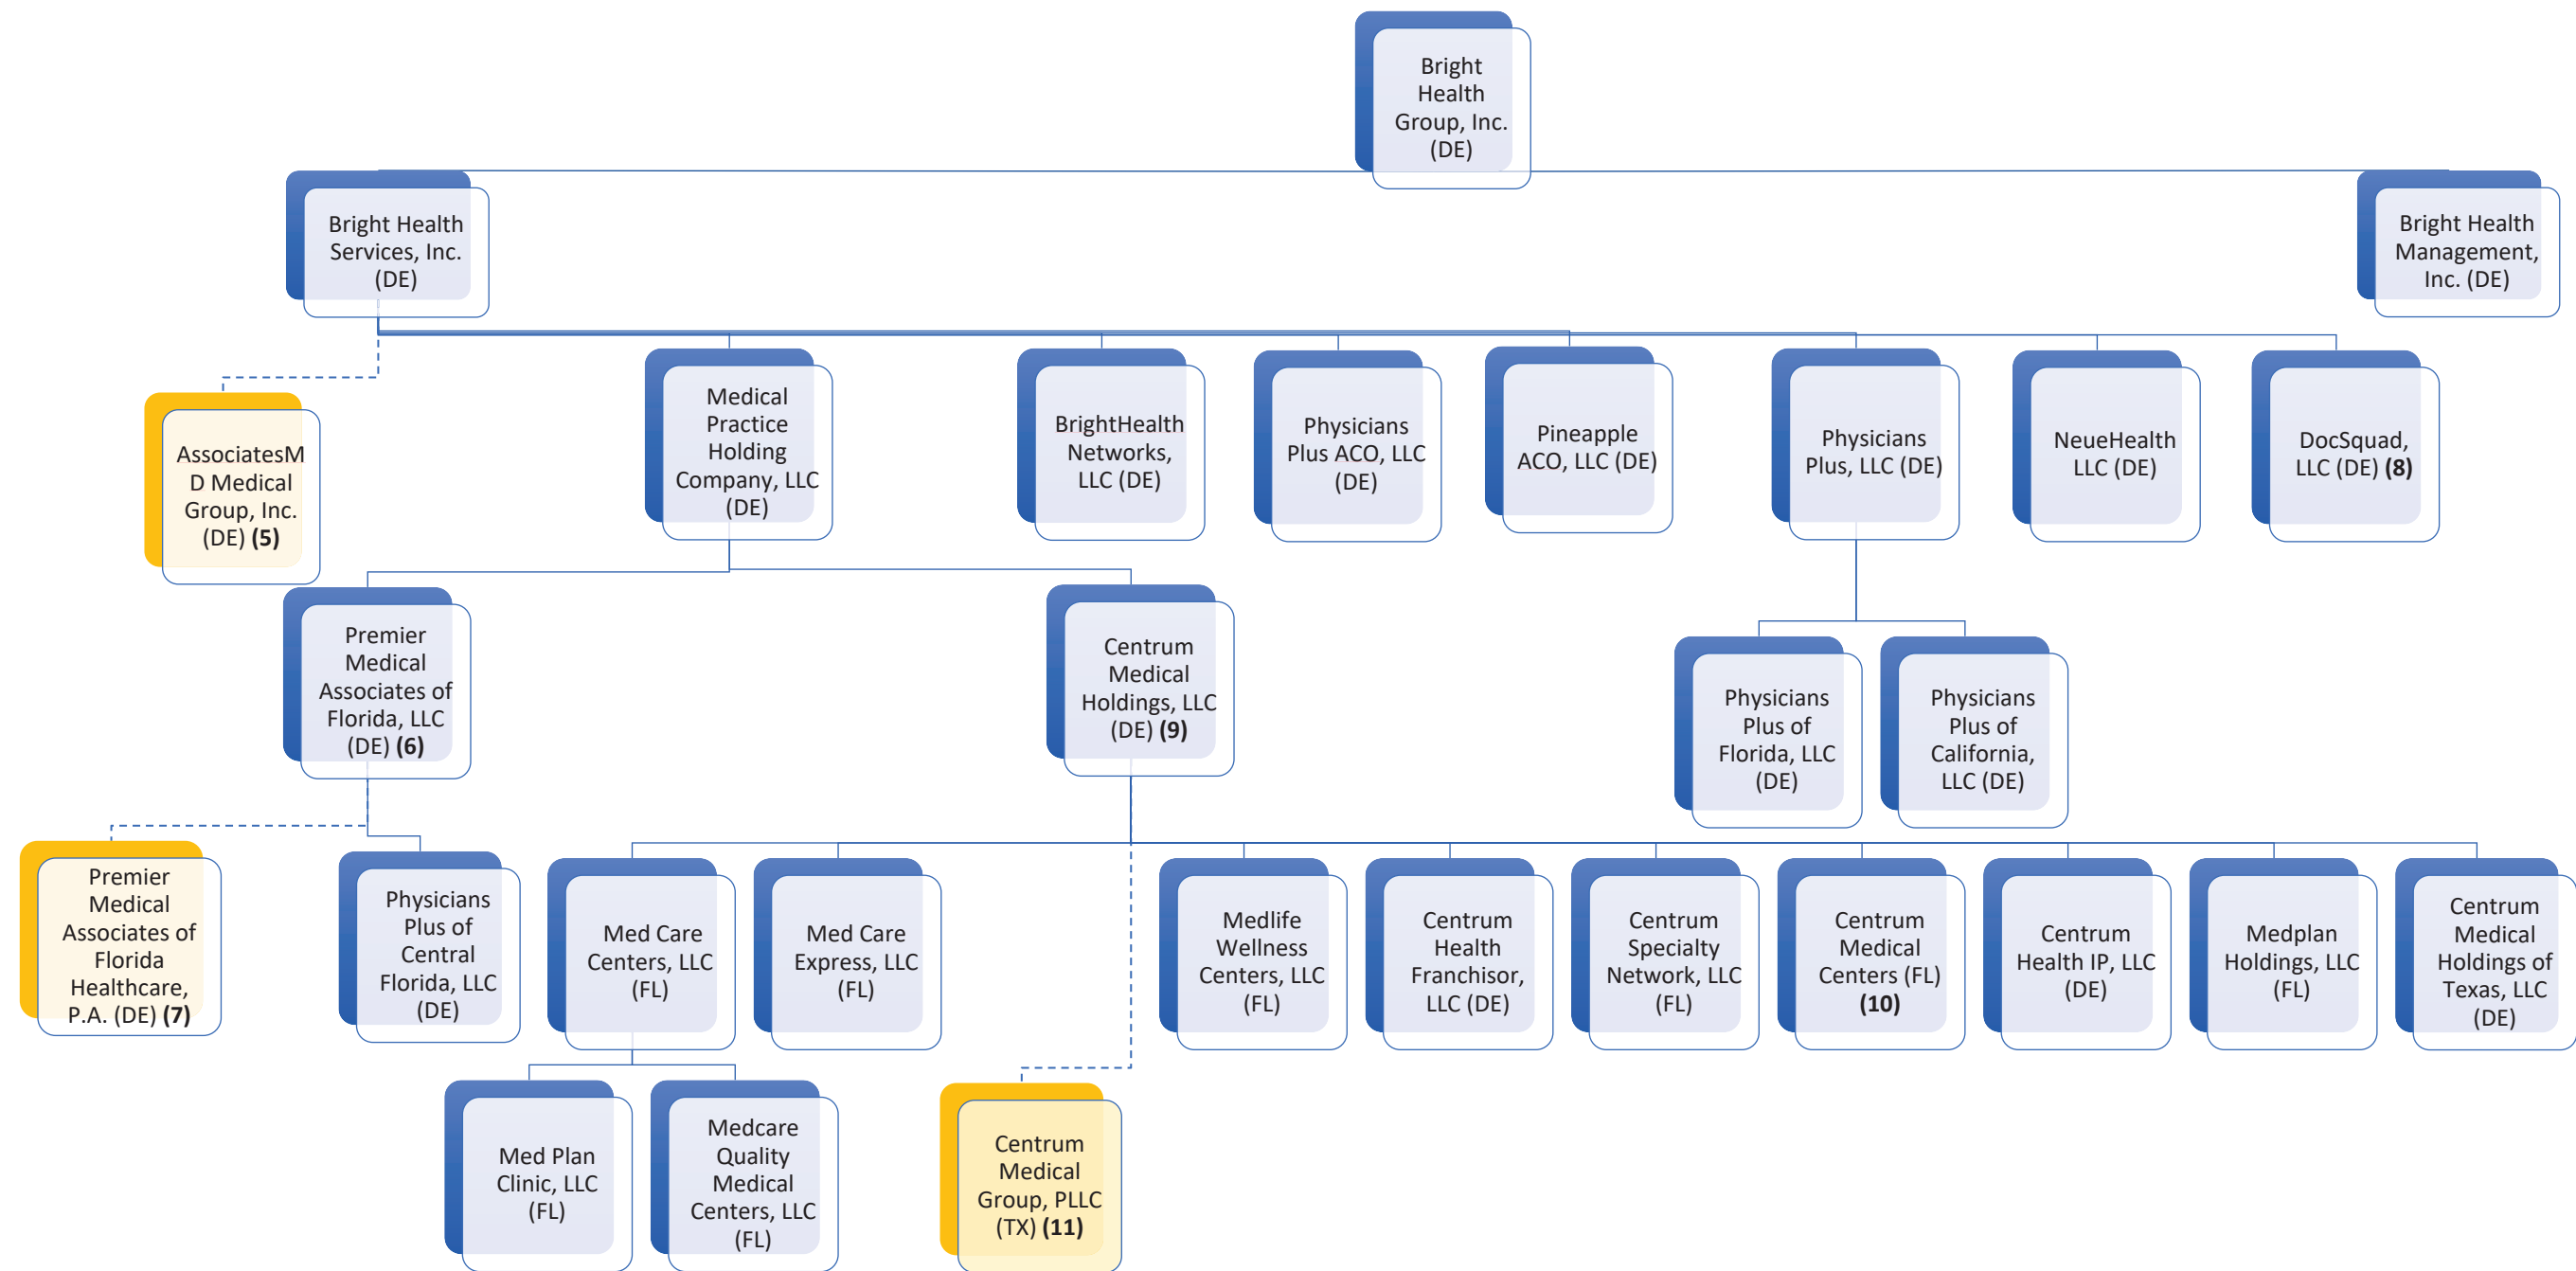 Bright
Health
Group, Inc.
(DE)
Bright Health
Services, Inc.
(DE)
Bright Health
Management,
Inc. (DE)
AssociatesM
D Medical
Group, Inc.
(DE) (5)
Medical
Practice
Holding
Company, LLC
(DE)
BrightHealth
Networks,
LLC (DE)
Physicians
Plus ACO, LLC
(DE)
Pineapple
ACO, LLC (DE)
Physicians
Plus, LLC (DE)
NeueHealth
LLC (DE)
DocSquad,
LLC (DE) (8)
Premier
Medical
Associates of
Florida, LLC
(DE) (6)
Centrum
Medical
Holdings, LLC
(DE) (9)
Physicians
Plus of
Florida, LLC
(DE)
Physicians
Plus of
California,
LLC (DE)
Premier
Medical
Associates of
Florida
Healthcare,
P.A. (DE) (7)
Physicians
Plus of
Central
Florida, LLC
(DE)
Med Care
Centers, LLC
(FL)
Med Care
Express, LLC
(FL)
Medlife
Wellness
Centers, LLC
(FL)
Centrum
Health
Franchisor,
LLC (DE)
Centrum
Specialty
Network, LLC
(FL)
Centrum
Medical
Centers (FL)
(10)
Centrum
Health IP, LLC
(DE)
Medplan
Holdings, LLC
(FL)
Centrum
Medical
Holdings of
Texas, LLC
(DE)
Med Plan
Clinic, LLC
(FL)
Medcare
Quality
Medical
Centers, LLC
(FL)
Centrum
Medical
Group, PLLC
(TX) (11)